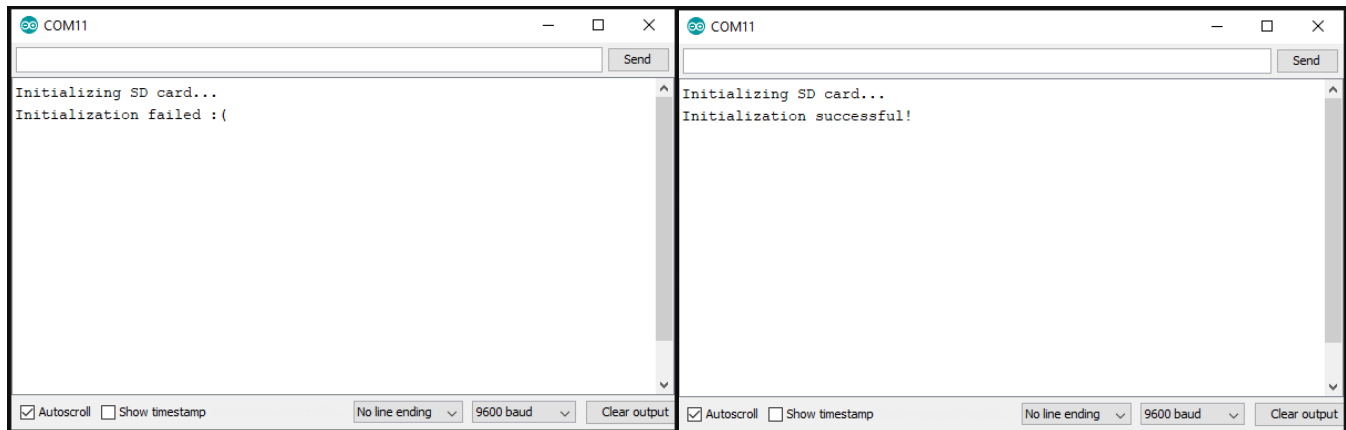 COM11
Send
Initializing SD card...
Initialization failed :(
Autoscroll Show timestamp No line ending 9600 baud Clear output
COM11
Send
Initializing SD card...
Initialization successful!
Autoscroll Show timestamp No line ending 9600 baud Clear output